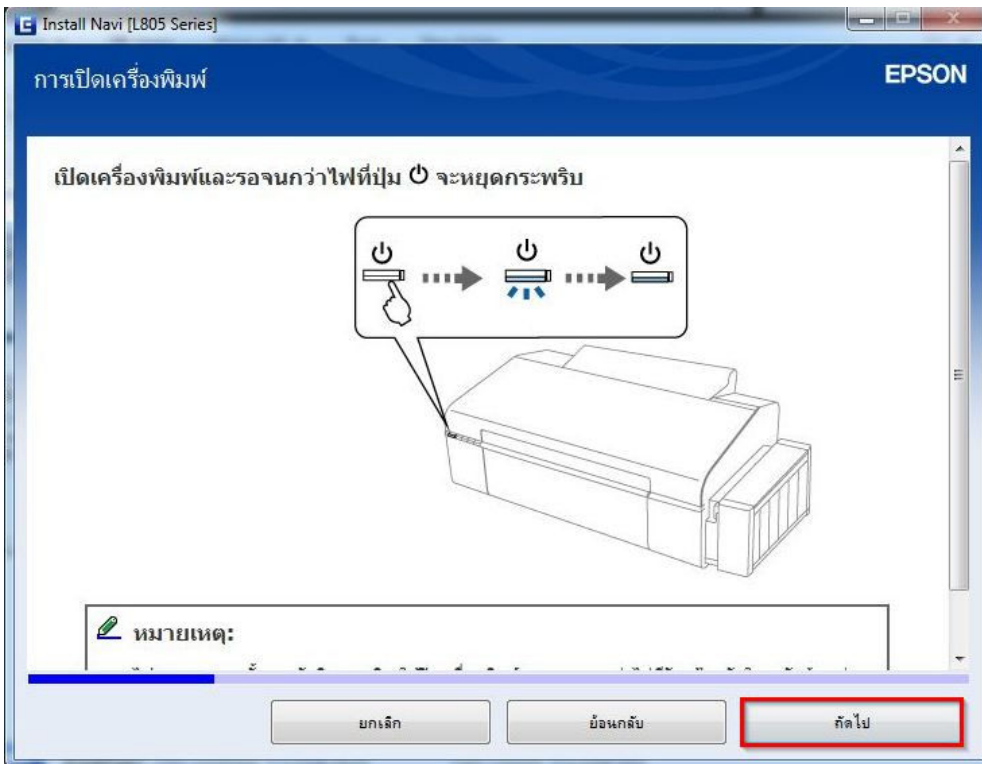 Install Navi [L805 Series]
การเปิดเครื่องพิมพ์
EPSON
เปิดเครื่องพิมพ์และรอจนกว่าไฟที่ปุ่ม ⏻ จะหยุดกระพริบ
หมายเหตุ:
ยกเลิก
ย้อนกลับ
ถัดไป